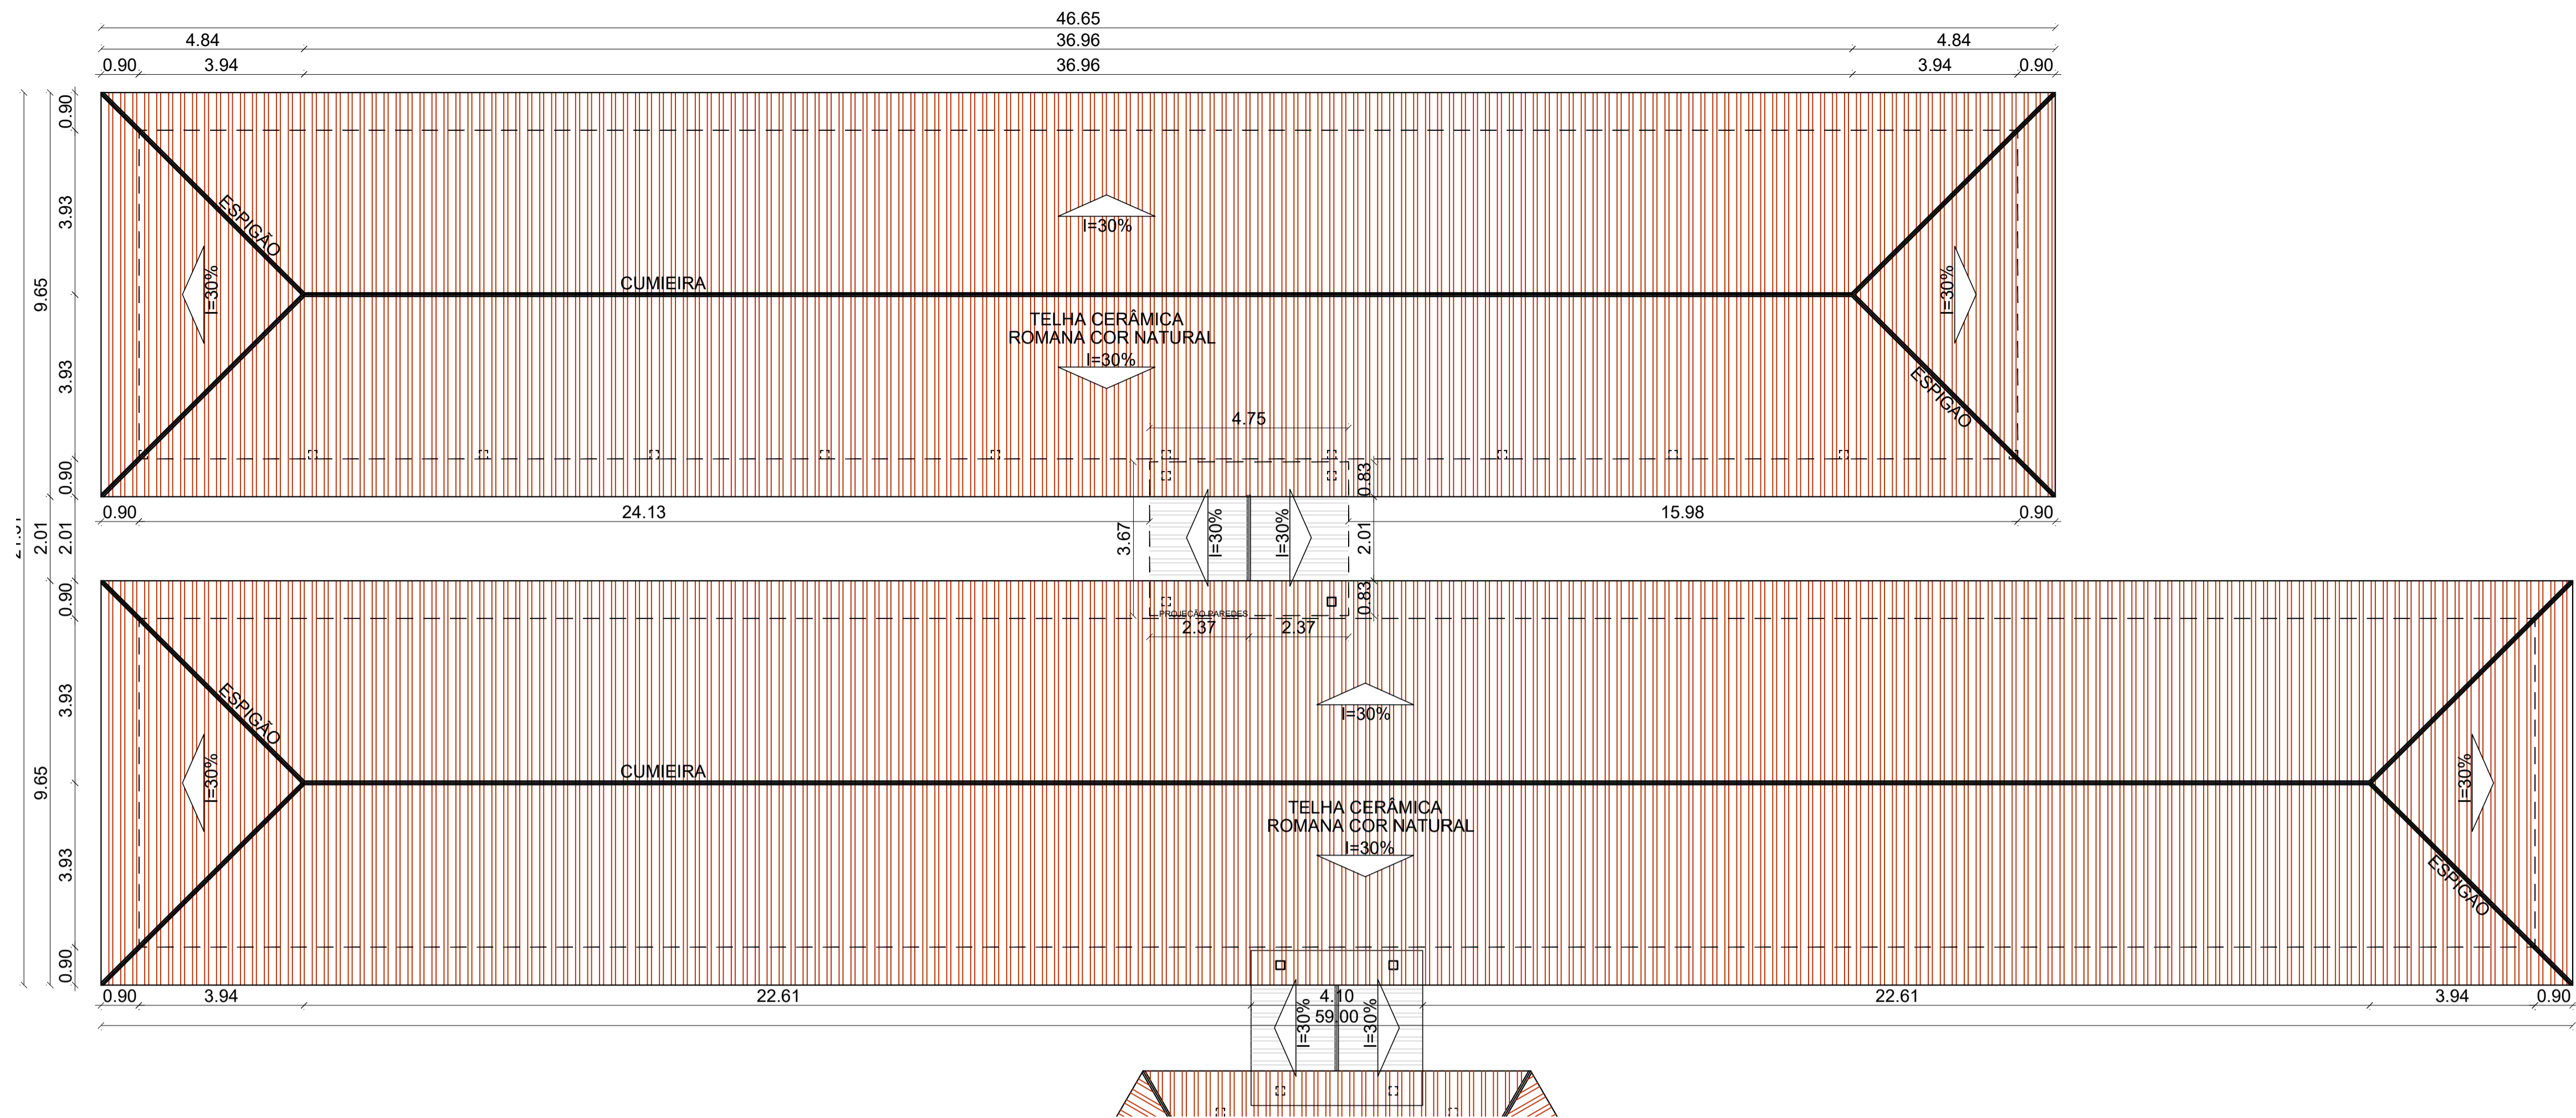 46.65
4.84 36.96 4.84
0.90 3.94 36.96 3.94 0.90
0.90
3.93
9.65
3.93
0.90
ESPIGÃO
I=30%
I=30%
CUMIEIRA
TELHA CERÂMICA
ROMANA COR NATURAL
I=30%
I=30%
ESPIGÃO
4.75
0.90 24.13 15.98 0.90
2.01
2.01
3.67
I=30%
I=30%
0.83
2.01
0.83
PROJEÇÃO PAREDES
2.37 2.37
0.90
3.93
9.65
3.93
0.90
ESPIGÃO
I=30%
I=30%
CUMIEIRA
TELHA CERÂMICA
ROMANA COR NATURAL
I=30%
I=30%
ESPIGÃO
0.90 3.94 22.61 4.10 22.61 3.94 0.90
59.00
I=30%
I=30%